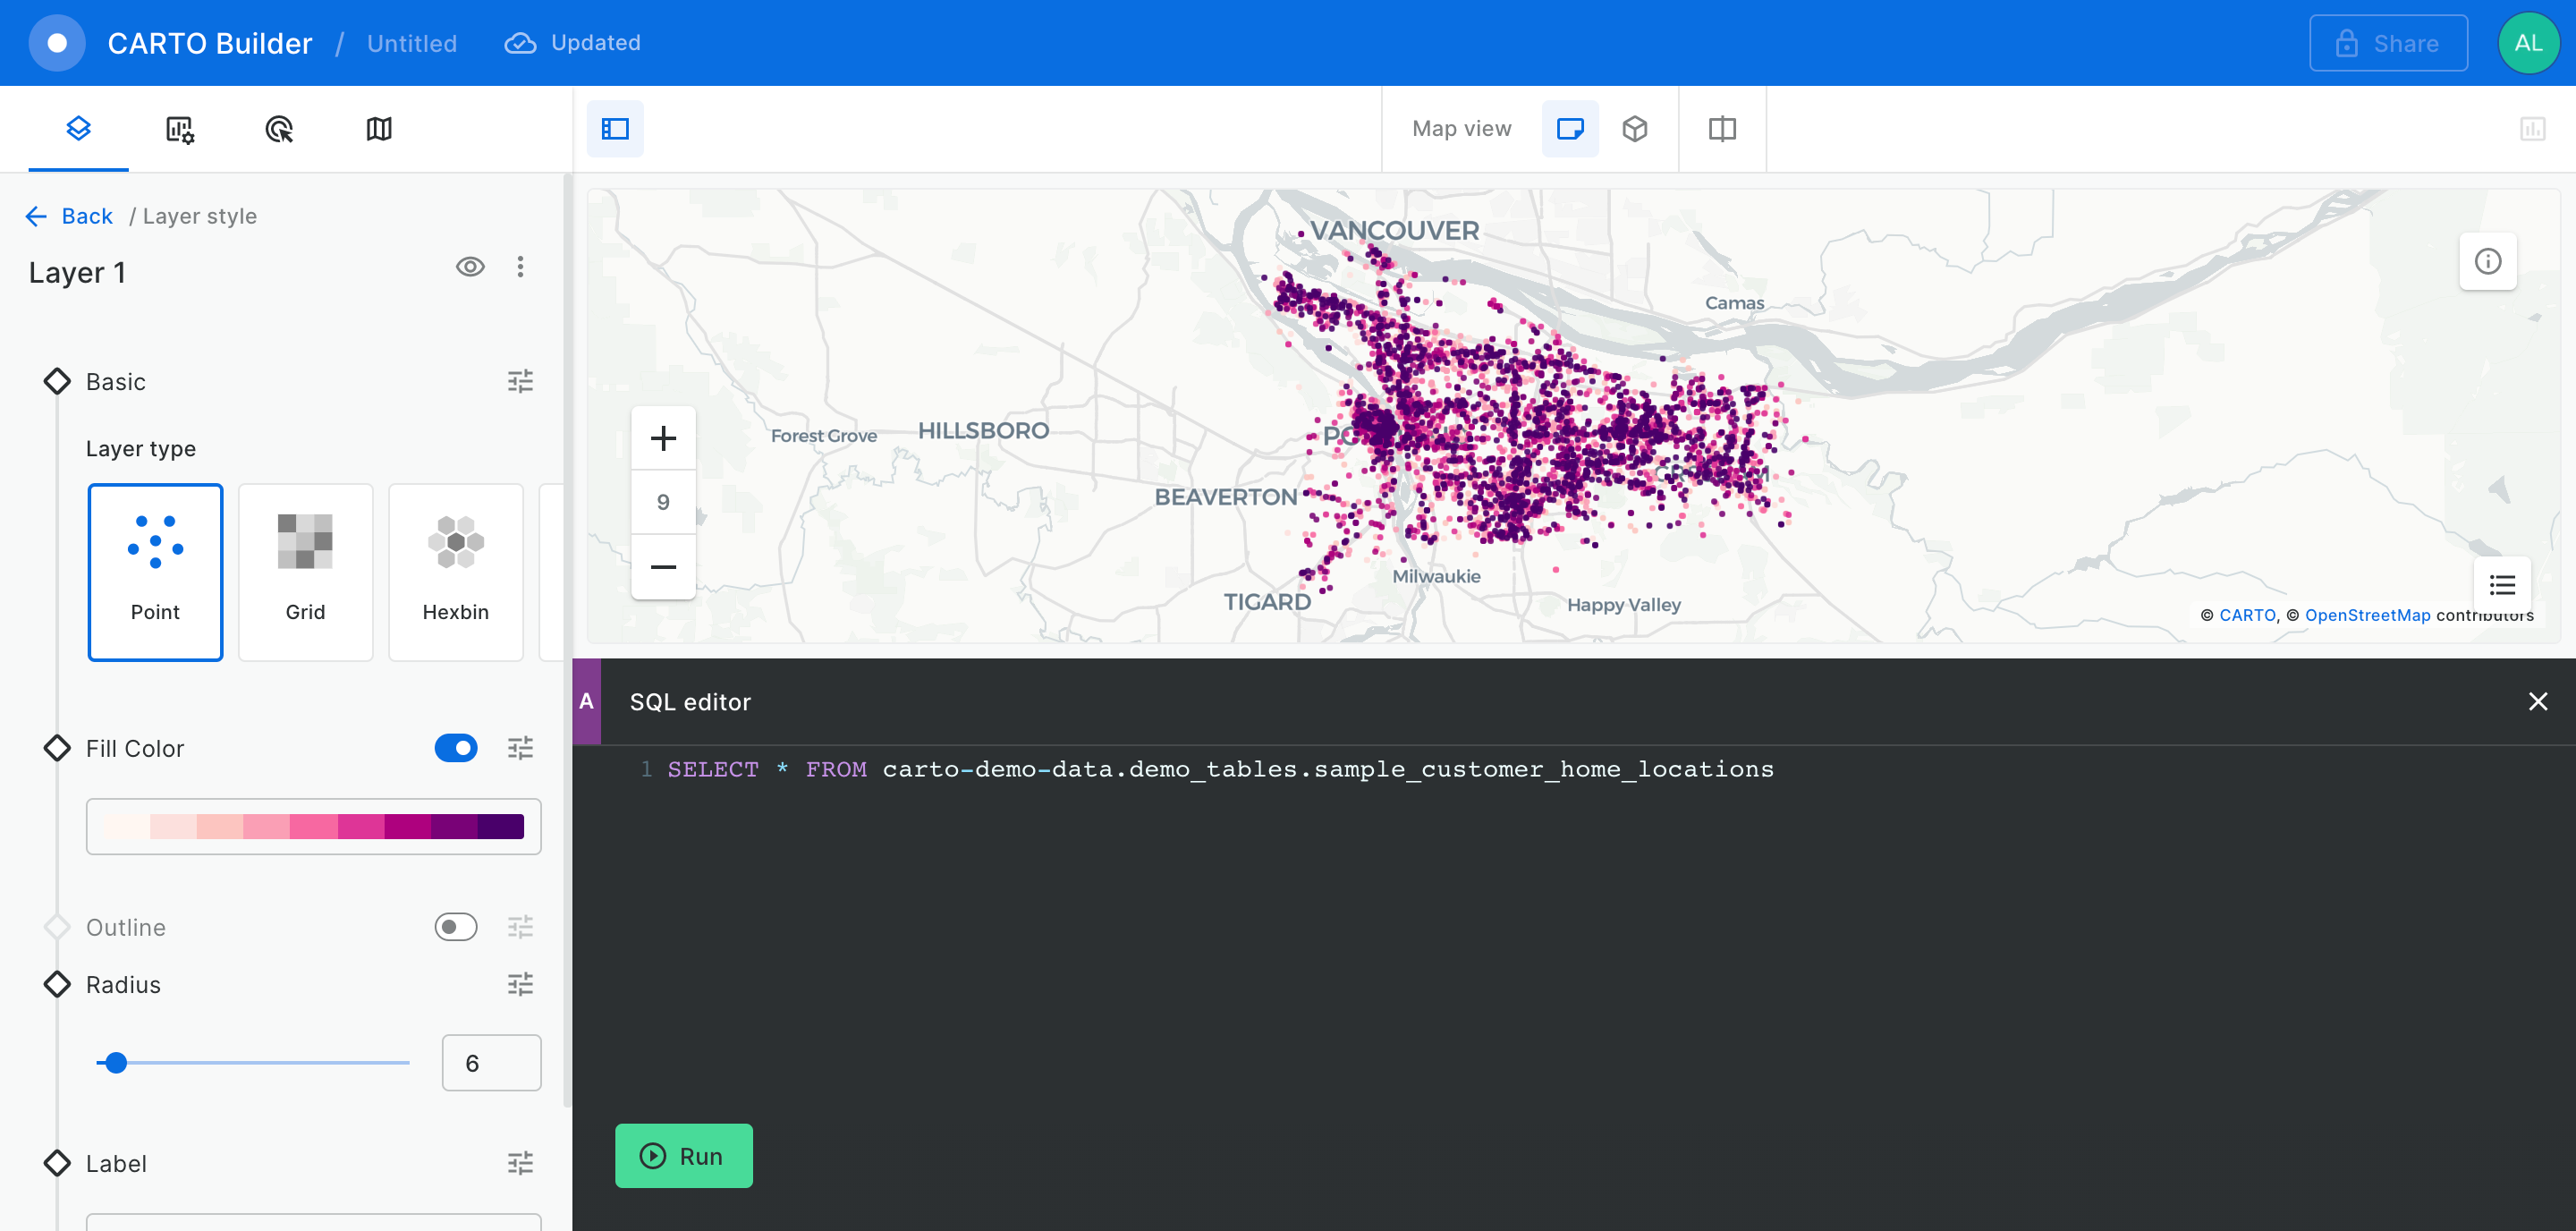 CARTO Builder / Untitled Updated Share AL
Map view
Back / Layer style
Layer 1
Basic
Layer type
Point Grid Hexbin
Fill Color
Outline
Radius
6
Label
VANCOUVER
Camas
Forest Grove HILLSBORO
BEAVERTON
Milwaukie
TIGARD Happy Valley
9
© CARTO, © OpenStreetMap contributors
A SQL editor
1 SELECT * FROM carto-demo-data.demo_tables.sample_customer_home_locations
Run